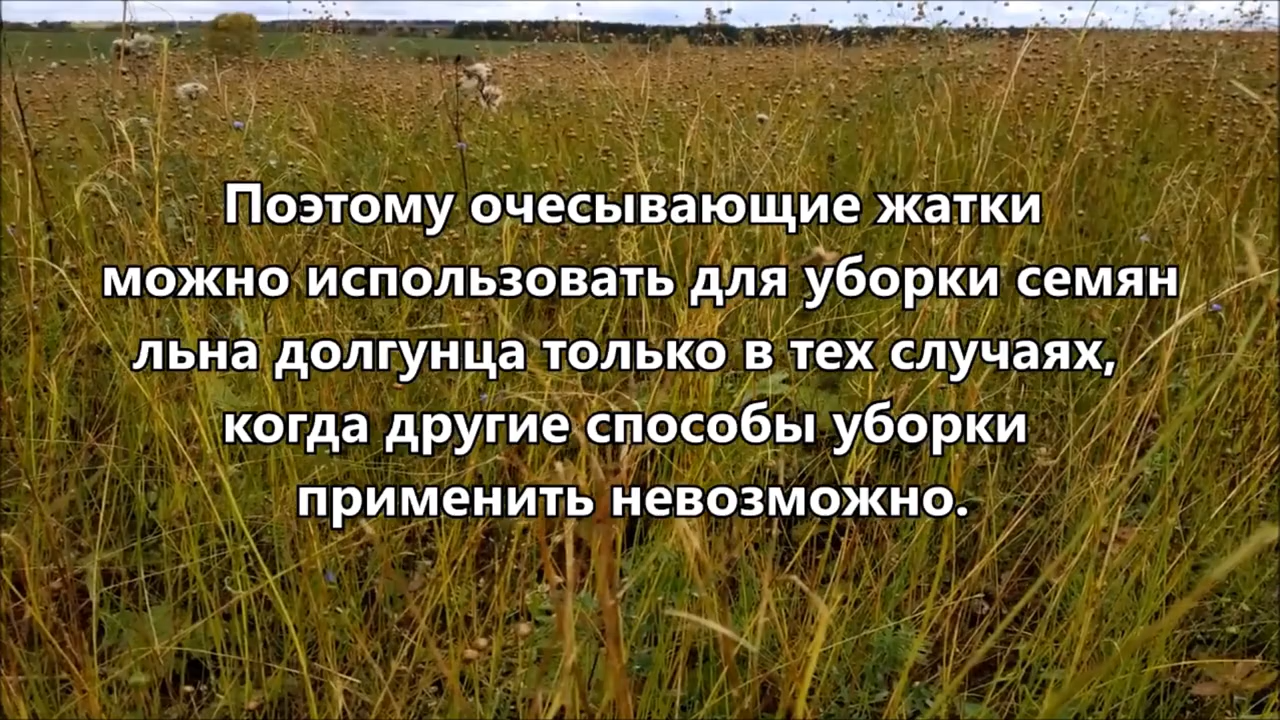 Поэтому очесывающие жатки
можно использовать для уборки семян
льна долгунца только в тех случаях,
когда другие способы уборки
применить невозможно.